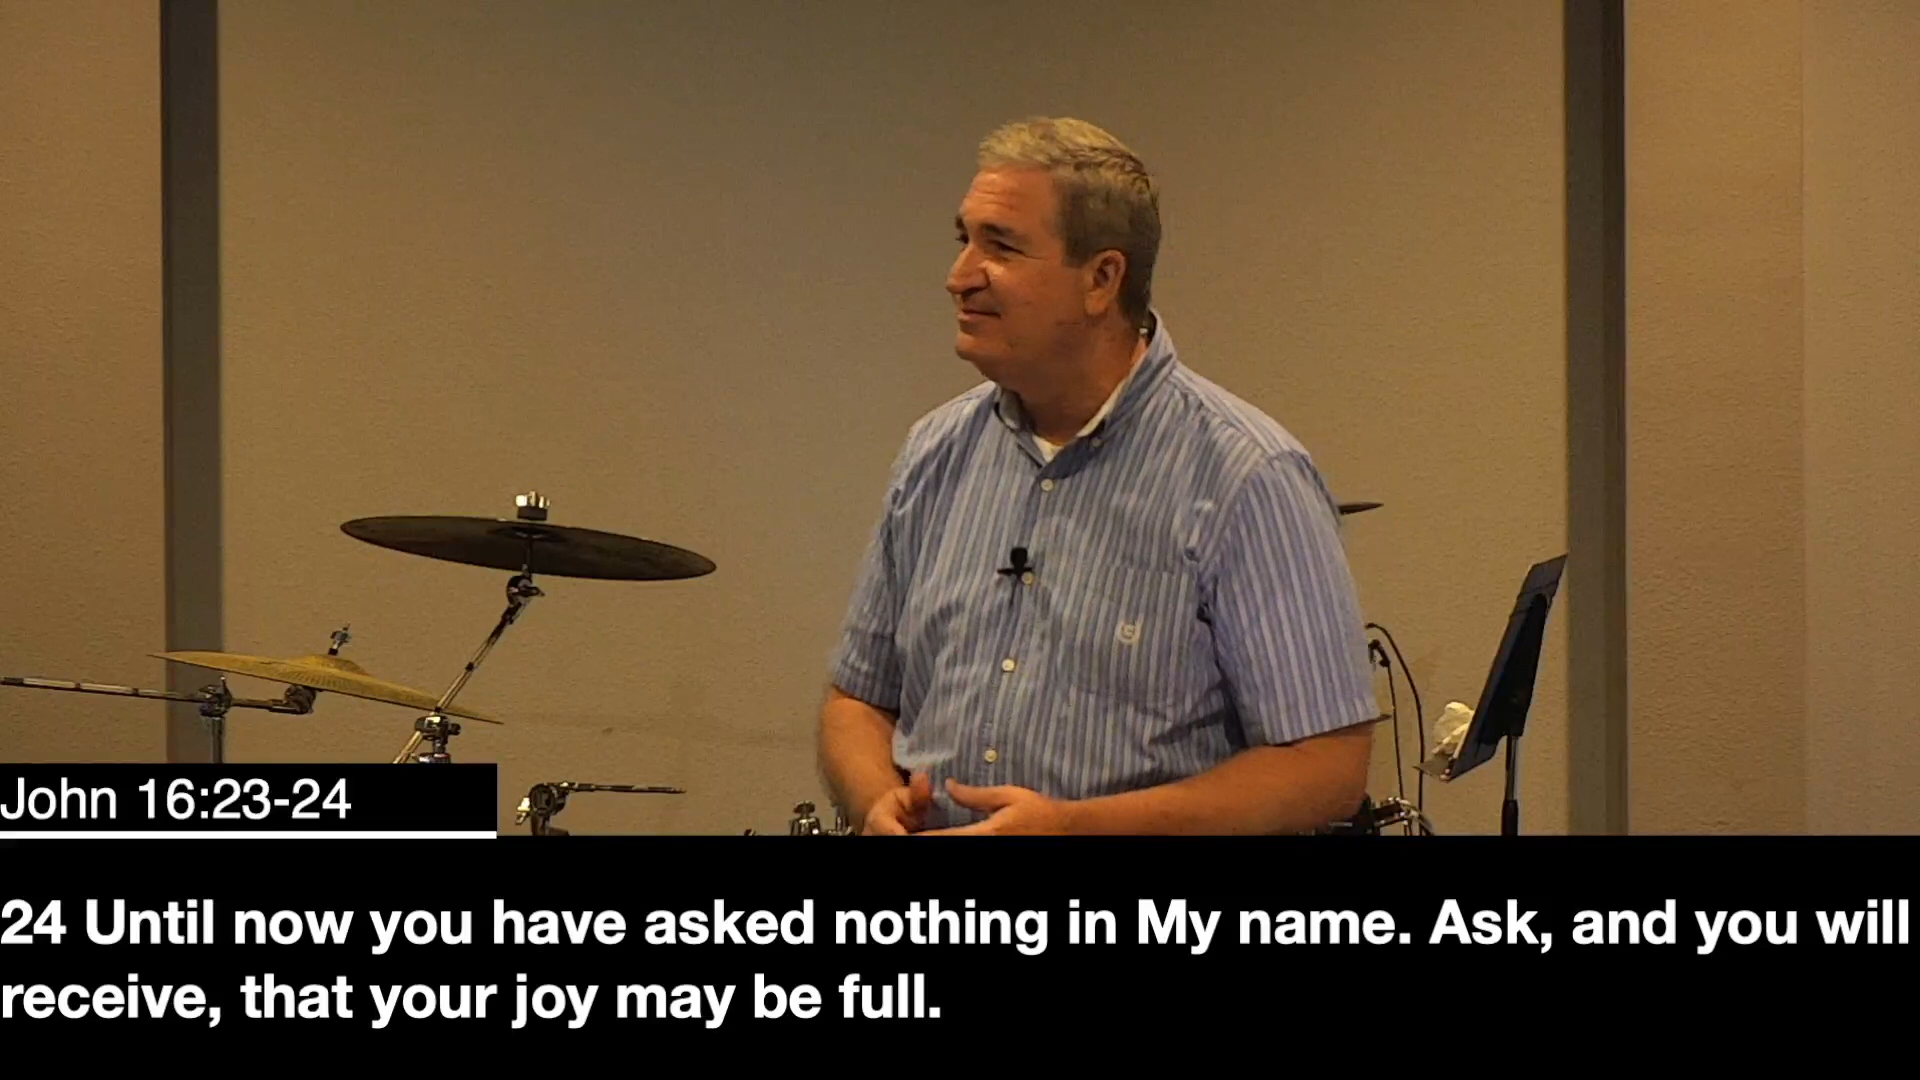 John 16:23-24
24 Until now you have asked nothing in My name. Ask, and you will
receive, that your joy may be full.